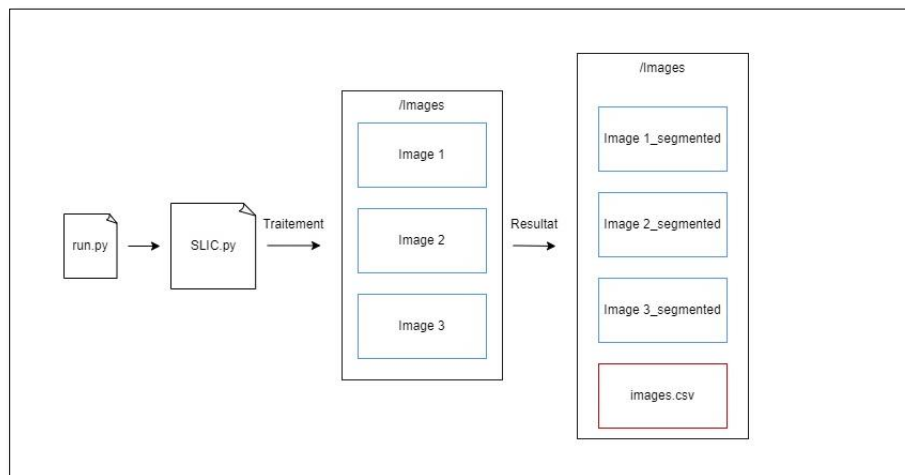 run.py
SLIC.py
Traitement
/Images
Image 1
Image 2
Image 3
Resultat
/Images
Image 1_segmented
Image 2_segmented
Image 3_segmented
images.csv